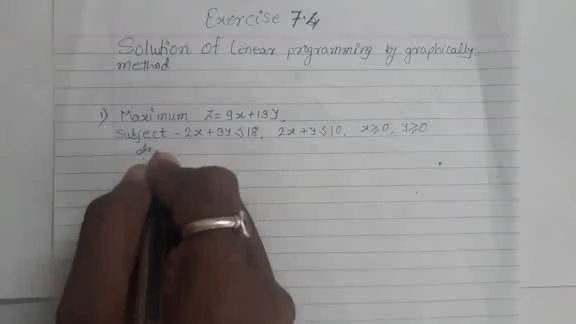 Exercise 7.4
Solution of linear programming by graphically
method
1) Maximum Z = 9x+13y
Subject - 2x + 3y ≤ 18, 2x + y ≤ 10, x ≥ 0, y ≥ 0